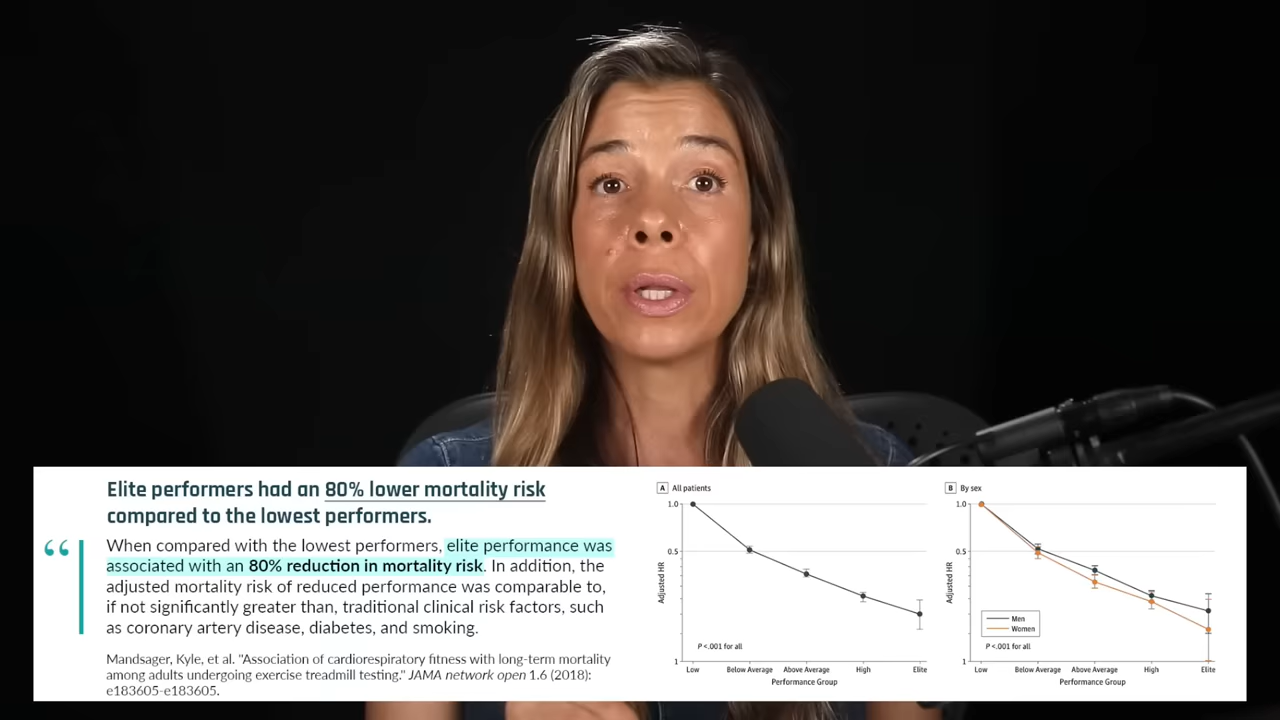 Elite performers had an 80% lower mortality risk
compared to the lowest performers.
“
When compared with the lowest performers, elite performance was
associated with an 80% reduction in mortality risk. In addition, the
adjusted mortality risk of reduced performance was comparable to,
if not significantly greater than, traditional clinical risk factors, such
as coronary artery disease, diabetes, and smoking.
Mandsager, Kyle, et al. "Association of cardiorespiratory fitness with long-term mortality
among adults undergoing exercise treadmill testing." JAMA network open 1.6 (2018):
e183605-e183605.
A All patients
1.0
0.5
1
Adjusted HR
P <.001 for all
Low Below Average Above Average High Elite
Performance Group
B By sex
1.0
0.5
1
Adjusted HR
Men
Women
P <.001 for all
Low Below Average Above Average High Elite
Performance Group